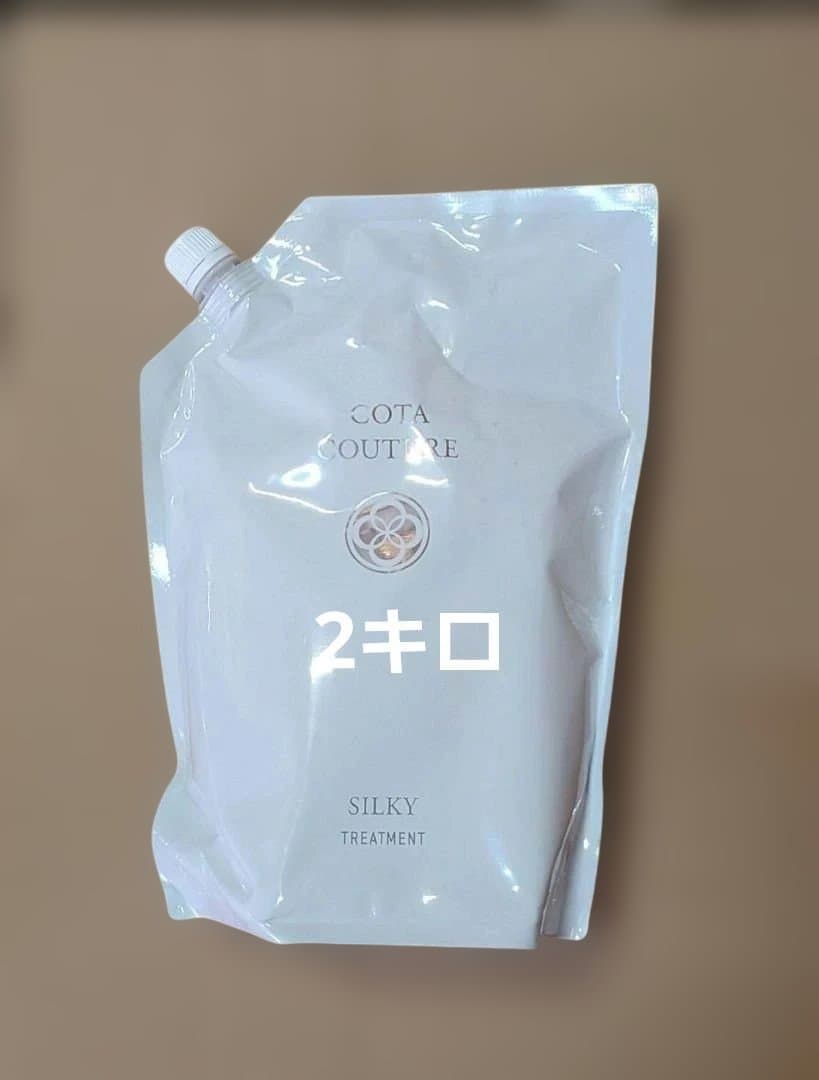 COTA
COUTURE
2キロ
SILKY
TREATMENT